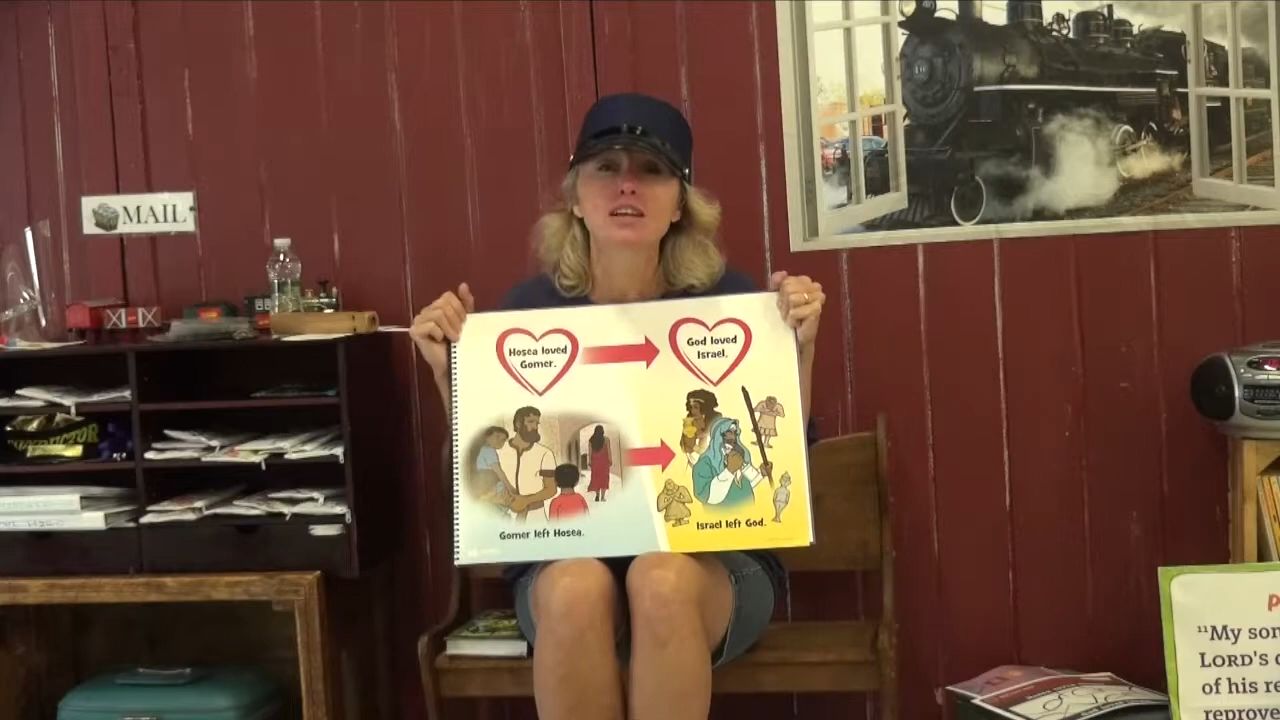 MAIL
Hosea loved
Gomer.
God loved
Israel.
Gomer left Hosea.
Israel left God.
¹¹My son
LORD'S
of his re
reprove